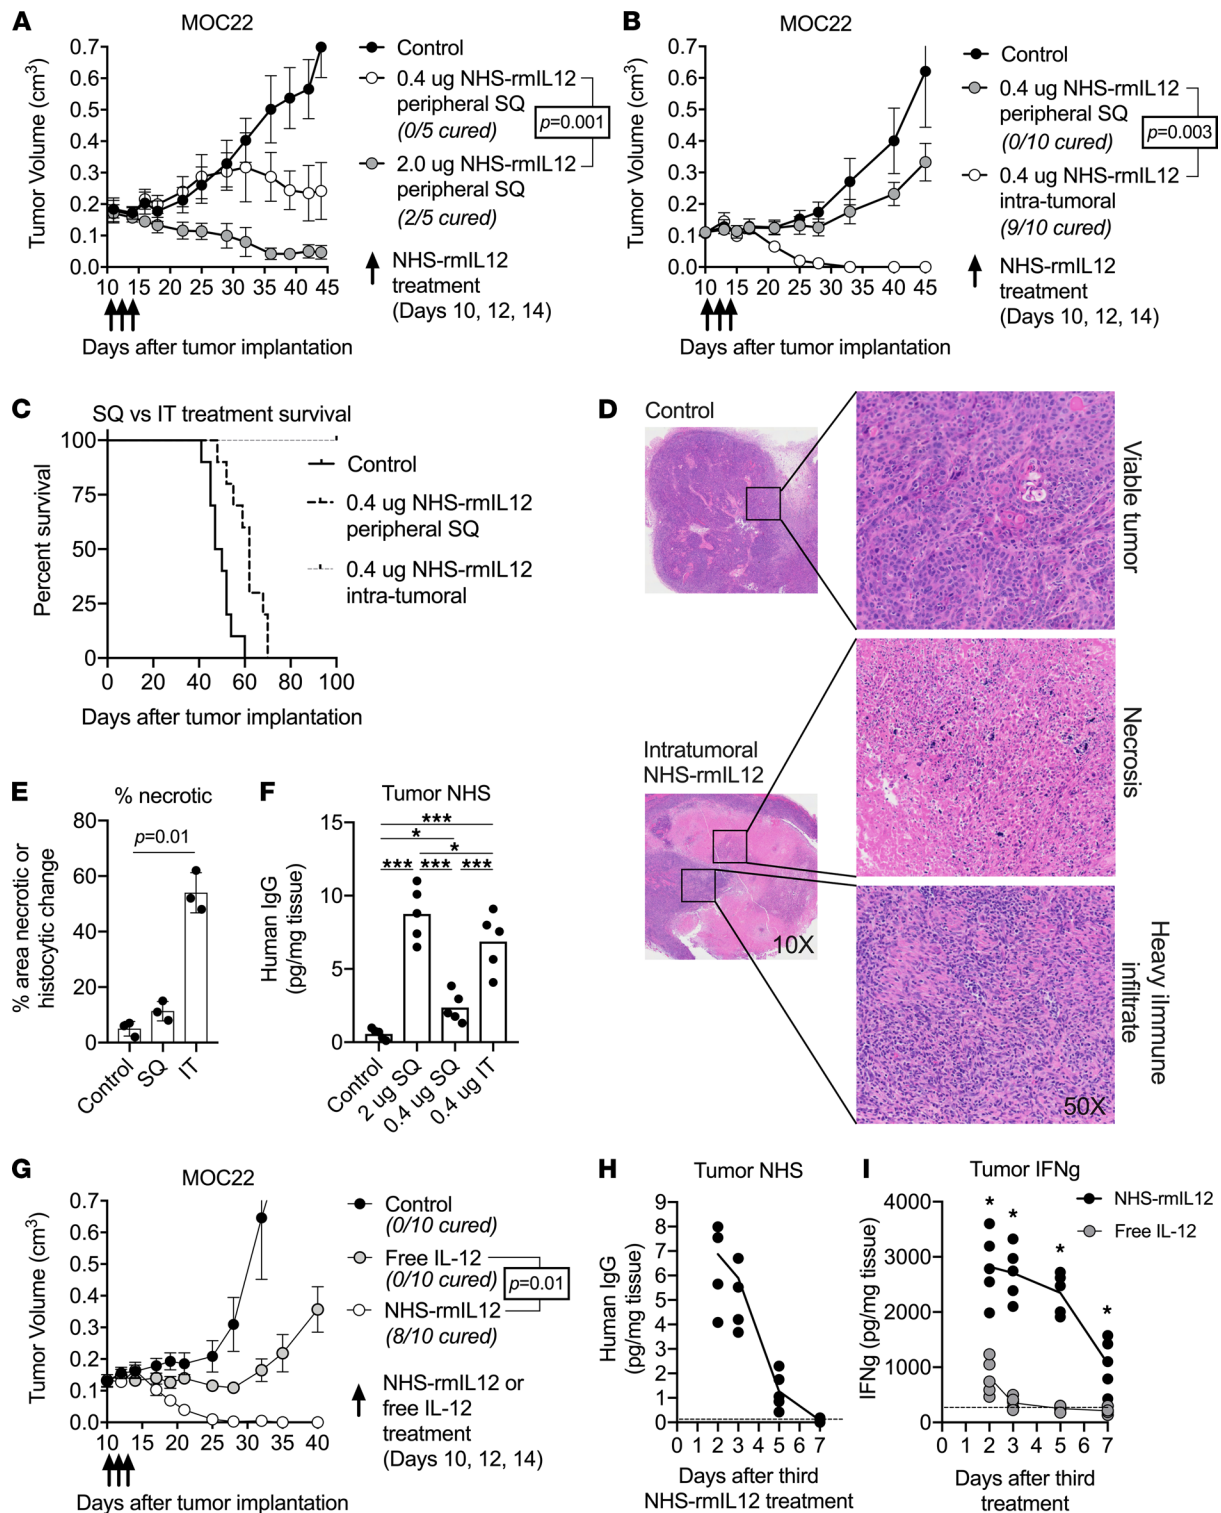 A
MOC22
Tumor Volume (cm³)
0.7
0.6
0.5
0.4
0.3
0.2
0.1
0.0
10 15 20 25 30 35 40 45
Days after tumor implantation
Control
0.4 ug NHS-rmIL12
peripheral SQ
(0/5 cured)
2.0 ug NHS-rmIL12
peripheral SQ
(2/5 cured)
p=0.001
NHS-rmIL12
treatment
(Days 10, 12, 14)
B
MOC22
Tumor Volume (cm³)
0.7
0.6
0.5
0.4
0.3
0.2
0.1
0.0
10 15 20 25 30 35 40 45
Days after tumor implantation
Control
0.4 ug NHS-rmIL12
peripheral SQ
(0/10 cured)
0.4 ug NHS-rmIL12
intra-tumoral
(9/10 cured)
p=0.003
NHS-rmIL12
treatment
(Days 10, 12, 14)
C
SQ vs IT treatment survival
Percent survival
100
75
50
25
0
0 20 40 60 80 100
Days after tumor implantation
Control
0.4 ug NHS-rmIL12
peripheral SQ
0.4 ug NHS-rmIL12
intra-tumoral
D
Control
Viable tumor
Intratumoral
NHS-rmIL12
10X
Necrosis
Heavy iImmune
infiltrate
50X
E
% necrotic
% area necrotic or
histocytic change
80
60
40
20
0
p=0.01
Control
SQ
IT
F
Tumor NHS
Human IgG
(pg/mg tissue)
15
10
5
0
***
*
*
*** *** ***
Control
2 ug SQ
0.4 ug SQ
0.4 ug IT
G
MOC22
Tumor Volume (cm³)
0.7
0.6
0.5
0.4
0.3
0.2
0.1
0.0
10 15 20 25 30 35 40
Days after tumor implantation
Control
(0/10 cured)
Free IL-12
(0/10 cured)
NHS-rmIL12
(8/10 cured)
p=0.01
NHS-rmIL12 or
free IL-12
treatment
(Days 10, 12, 14)
H
Tumor NHS
Human IgG
(pg/mg tissue)
9
8
7
6
5
4
3
2
1
0
0 1 2 3 4 5 6 7
Days after third
NHS-rmIL12 treatment
I
Tumor IFNg
IFNg (pg/mg tissue)
4000
3000
2000
1000
0
0 1 2 3 4 5 6 7
Days after third
treatment
NHS-rmIL12
Free IL-12
* * * *